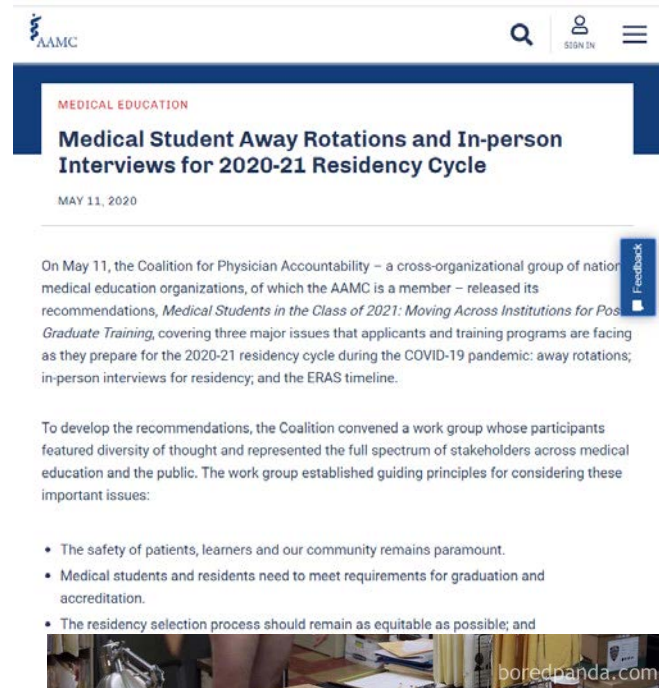 AAMC
SIGN IN
MEDICAL EDUCATION
Medical Student Away Rotations and In-person
Interviews for 2020-21 Residency Cycle
MAY 11, 2020
Feedback
On May 11, the Coalition for Physician Accountability – a cross-organizational group of nation
medical education organizations, of which the AAMC is a member – released its
recommendations, Medical Students in the Class of 2021: Moving Across Institutions for Pos
Graduate Training, covering three major issues that applicants and training programs are facing
as they prepare for the 2020-21 residency cycle during the COVID-19 pandemic: away rotations;
in-person interviews for residency; and the ERAS timeline.
To develop the recommendations, the Coalition convened a work group whose participants
featured diversity of thought and represented the full spectrum of stakeholders across medical
education and the public. The work group established guiding principles for considering these
important issues:
• The safety of patients, learners and our community remains paramount.
• Medical students and residents need to meet requirements for graduation and
accreditation.
• The residency selection process should remain as equitable as possible; and
boredpanda.com